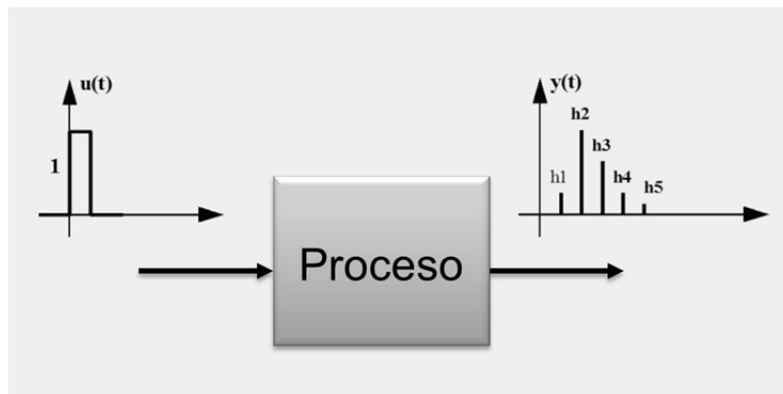 u(t)
1
y(t)
h1
h2
h3
h4
h5
Proceso